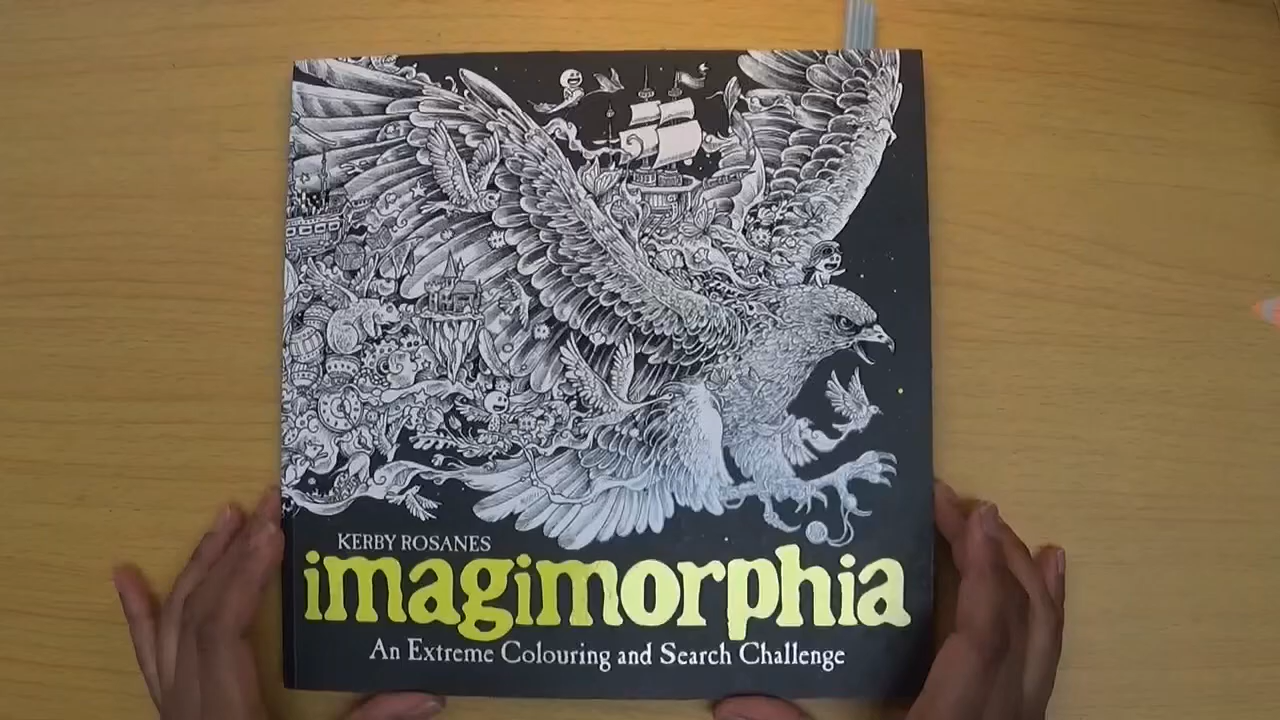 KERBY ROSANES
imagimorphia
An Extreme Colouring and Search Challenge